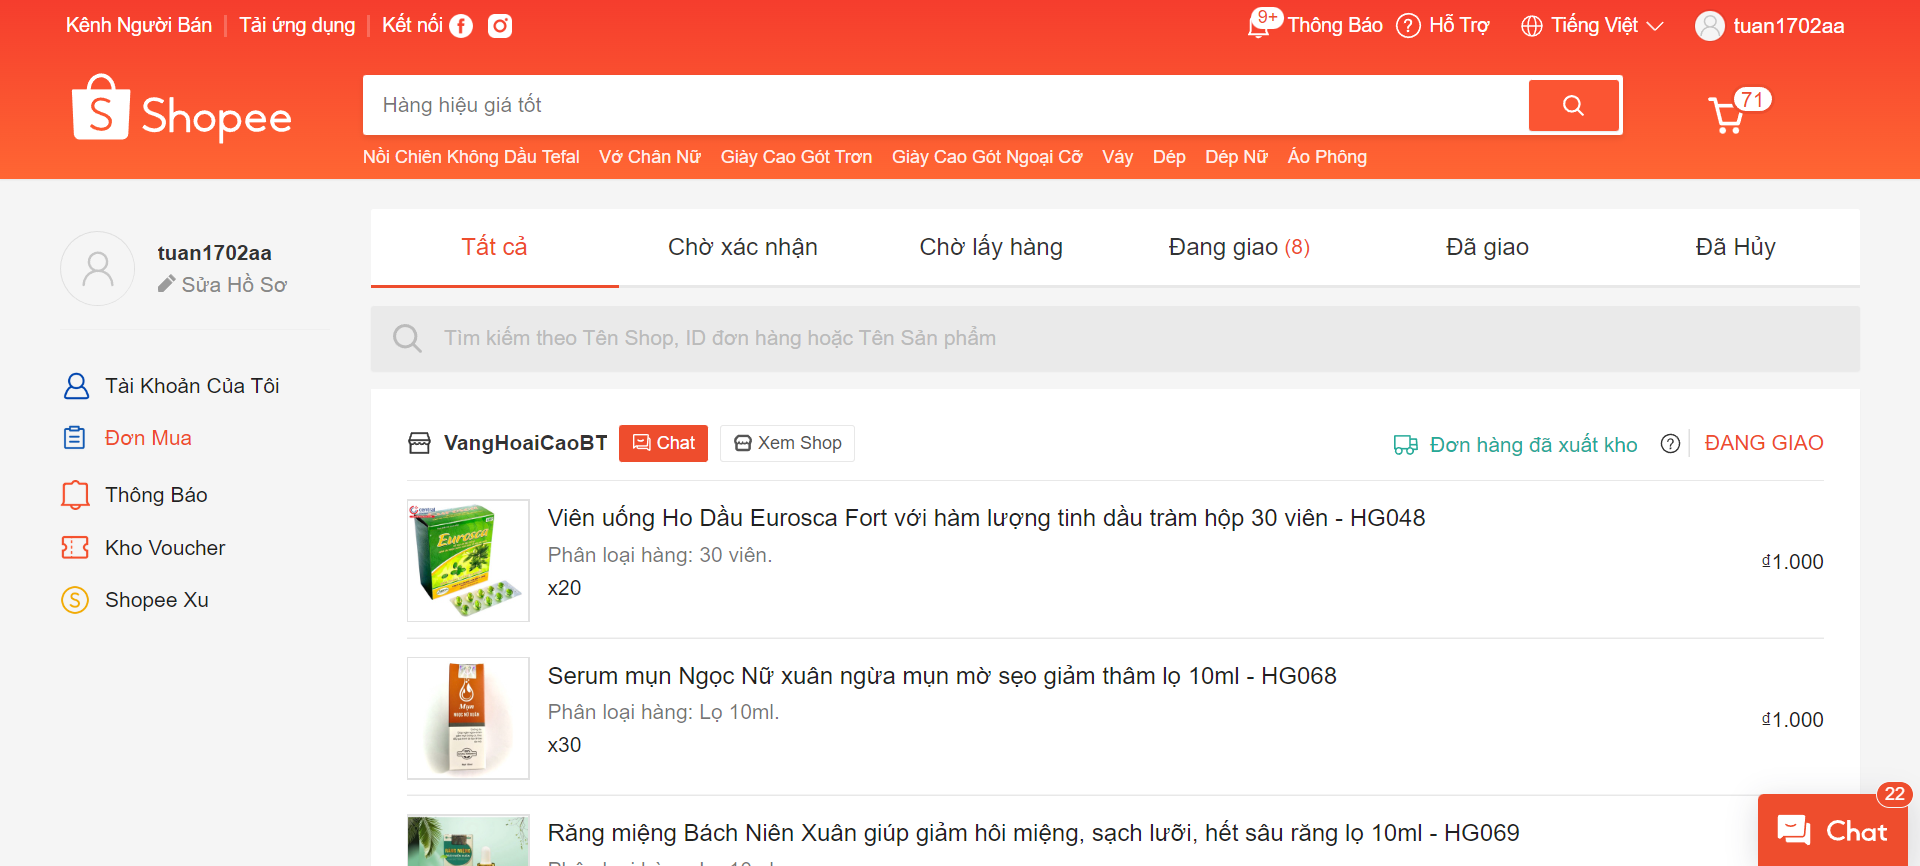 Kênh Người Bán
Tải ứng dụng
Kết nối
9+
Thông Báo
Hỗ Trợ
Tiếng Việt
tuan1702aa
Shopee
Hàng hiệu giá tốt
71
Nồi Chiên Không Dầu Tefal
Vớ Chân Nữ
Giày Cao Gót Trơn
Giày Cao Gót Ngoại Cỡ
Váy
Dép
Dép Nữ
Áo Phông
tuan1702aa
Sửa Hồ Sơ
Tài Khoản Của Tôi
Đơn Mua
Thông Báo
Kho Voucher
Shopee Xu
Tất cả
Chờ xác nhận
Chờ lấy hàng
Đang giao (8)
Đã giao
Đã Hủy
Tìm kiếm theo Tên Shop, ID đơn hàng hoặc Tên Sản phẩm
VangHoaiCaoBT
Chat
Xem Shop
Đơn hàng đã xuất kho
ĐANG GIAO
Eurosca
Viên uống Ho Dầu Eurosca Fort với hàm lượng tinh dầu tràm hộp 30 viên - HG048
Phân loại hàng: 30 viên.
x20
₫1.000
Mụn
Serum mụn Ngọc Nữ xuân ngừa mụn mờ sẹo giảm thâm lọ 10ml - HG068
Phân loại hàng: Lọ 10ml.
x30
₫1.000
Răng miệng Bách Niên Xuân giúp giảm hôi miệng, sạch lưỡi, hết sâu răng lọ 10ml - HG069
22
Chat